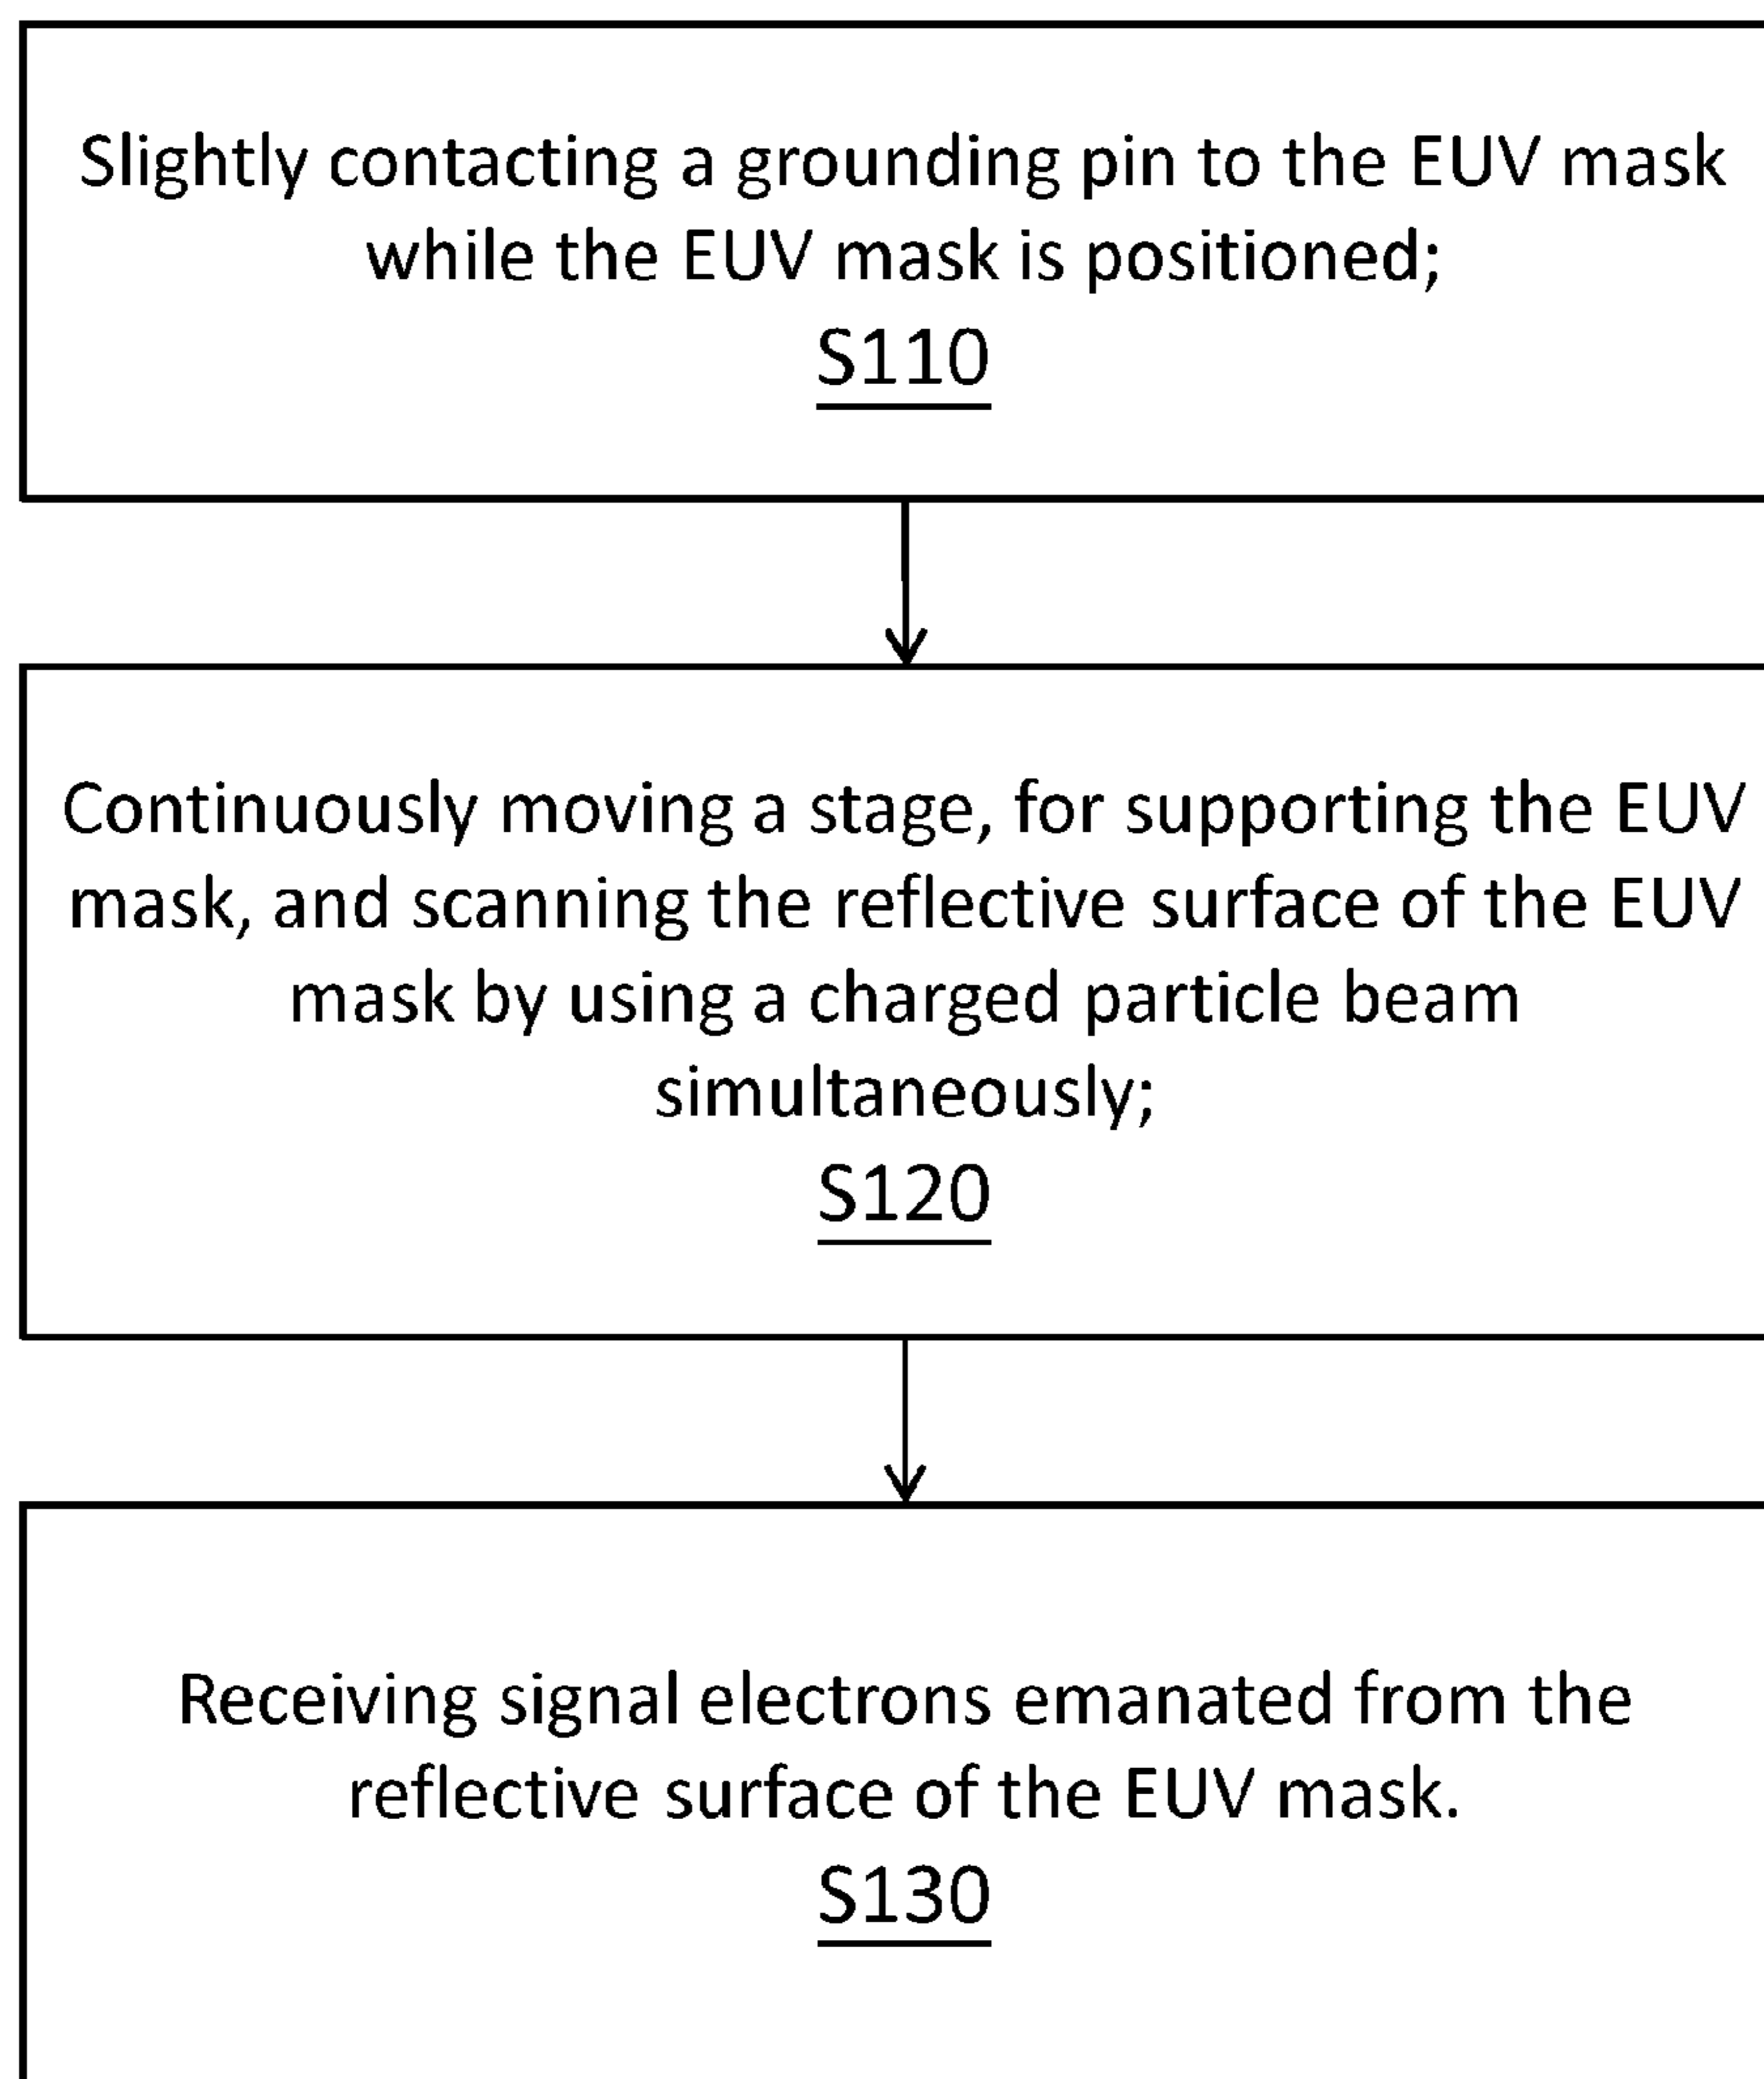 Slightly contacting a grounding pin to the EUV mask
while the EUV mask is positioned;
S110
Continuously moving a stage, for supporting the EUV
mask, and scanning the reflective surface of the EUV
mask by using a charged particle beam
simultaneously;
S120
Receiving signal electrons emanated from the
reflective surface of the EUV mask.
S130